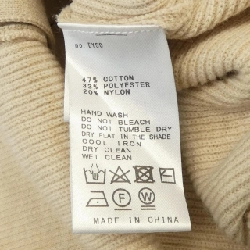 47% COTTON
33% POLYESTER
20% NYLON
HAND WASH
DO NOT BLEACH
DO NOT TUMBLE DRY
DRY FLAT IN THE SHADE
COOL IRON
DRY CLEAN
WET CLEAN
P W
MADE IN CHINA